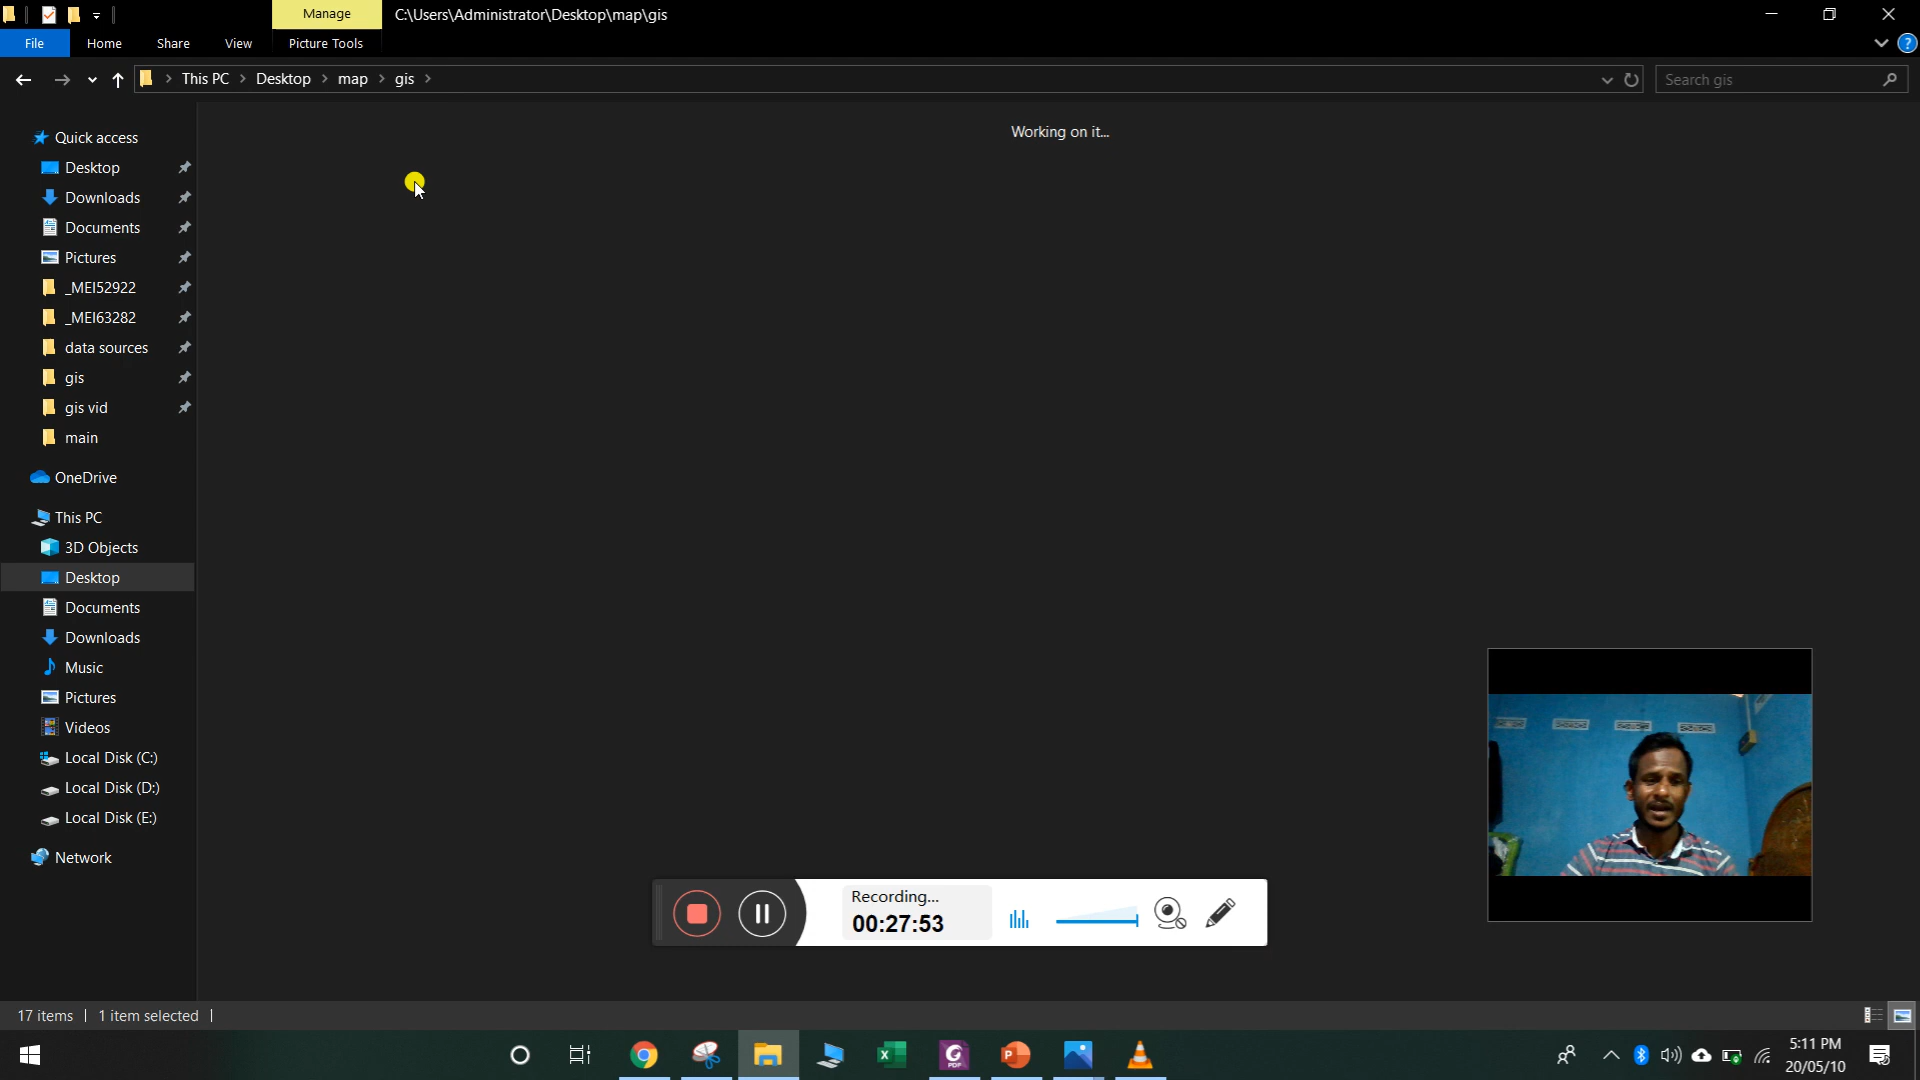 Manage
C:\Users\Administrator\Desktop\map\gis
File
Home
Share
View
Picture Tools
This PC
Desktop
map
gis
Search gis
Working on it...
Quick access
Desktop
Downloads
Documents
Pictures
_MEI52922
_MEI63282
data sources
gis
gis vid
main
OneDrive
This PC
3D Objects
Desktop
Documents
Downloads
Music
Pictures
Videos
Local Disk (C:)
Local Disk (D:)
Local Disk (E:)
Network
Recording...
00:27:53
17 items
1 item selected
5:11 PM
20/05/10